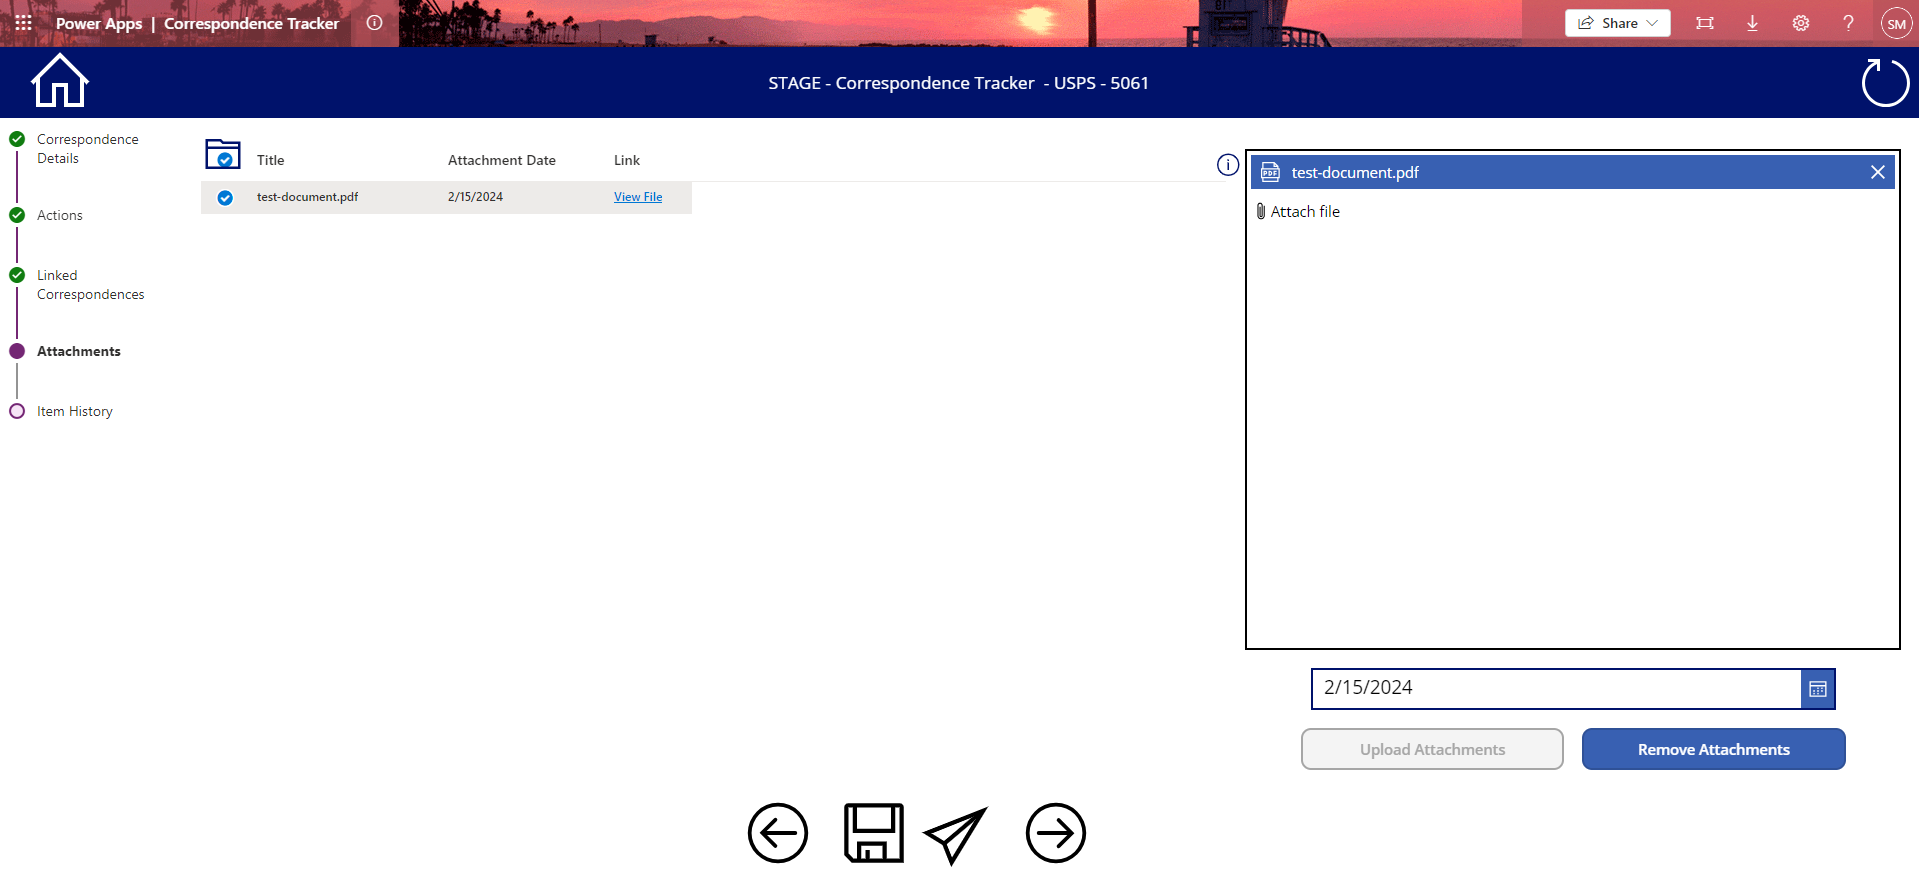 Power Apps | Correspondence Tracker
Share
?
SM
STAGE - Correspondence Tracker - USPS - 5061
Correspondence
Details
Actions
Linked
Correspondences
Attachments
Item History
Title Attachment Date Link
test-document.pdf 2/15/2024 View File
PDF test-document.pdf
Attach file
2/15/2024
Upload Attachments Remove Attachments